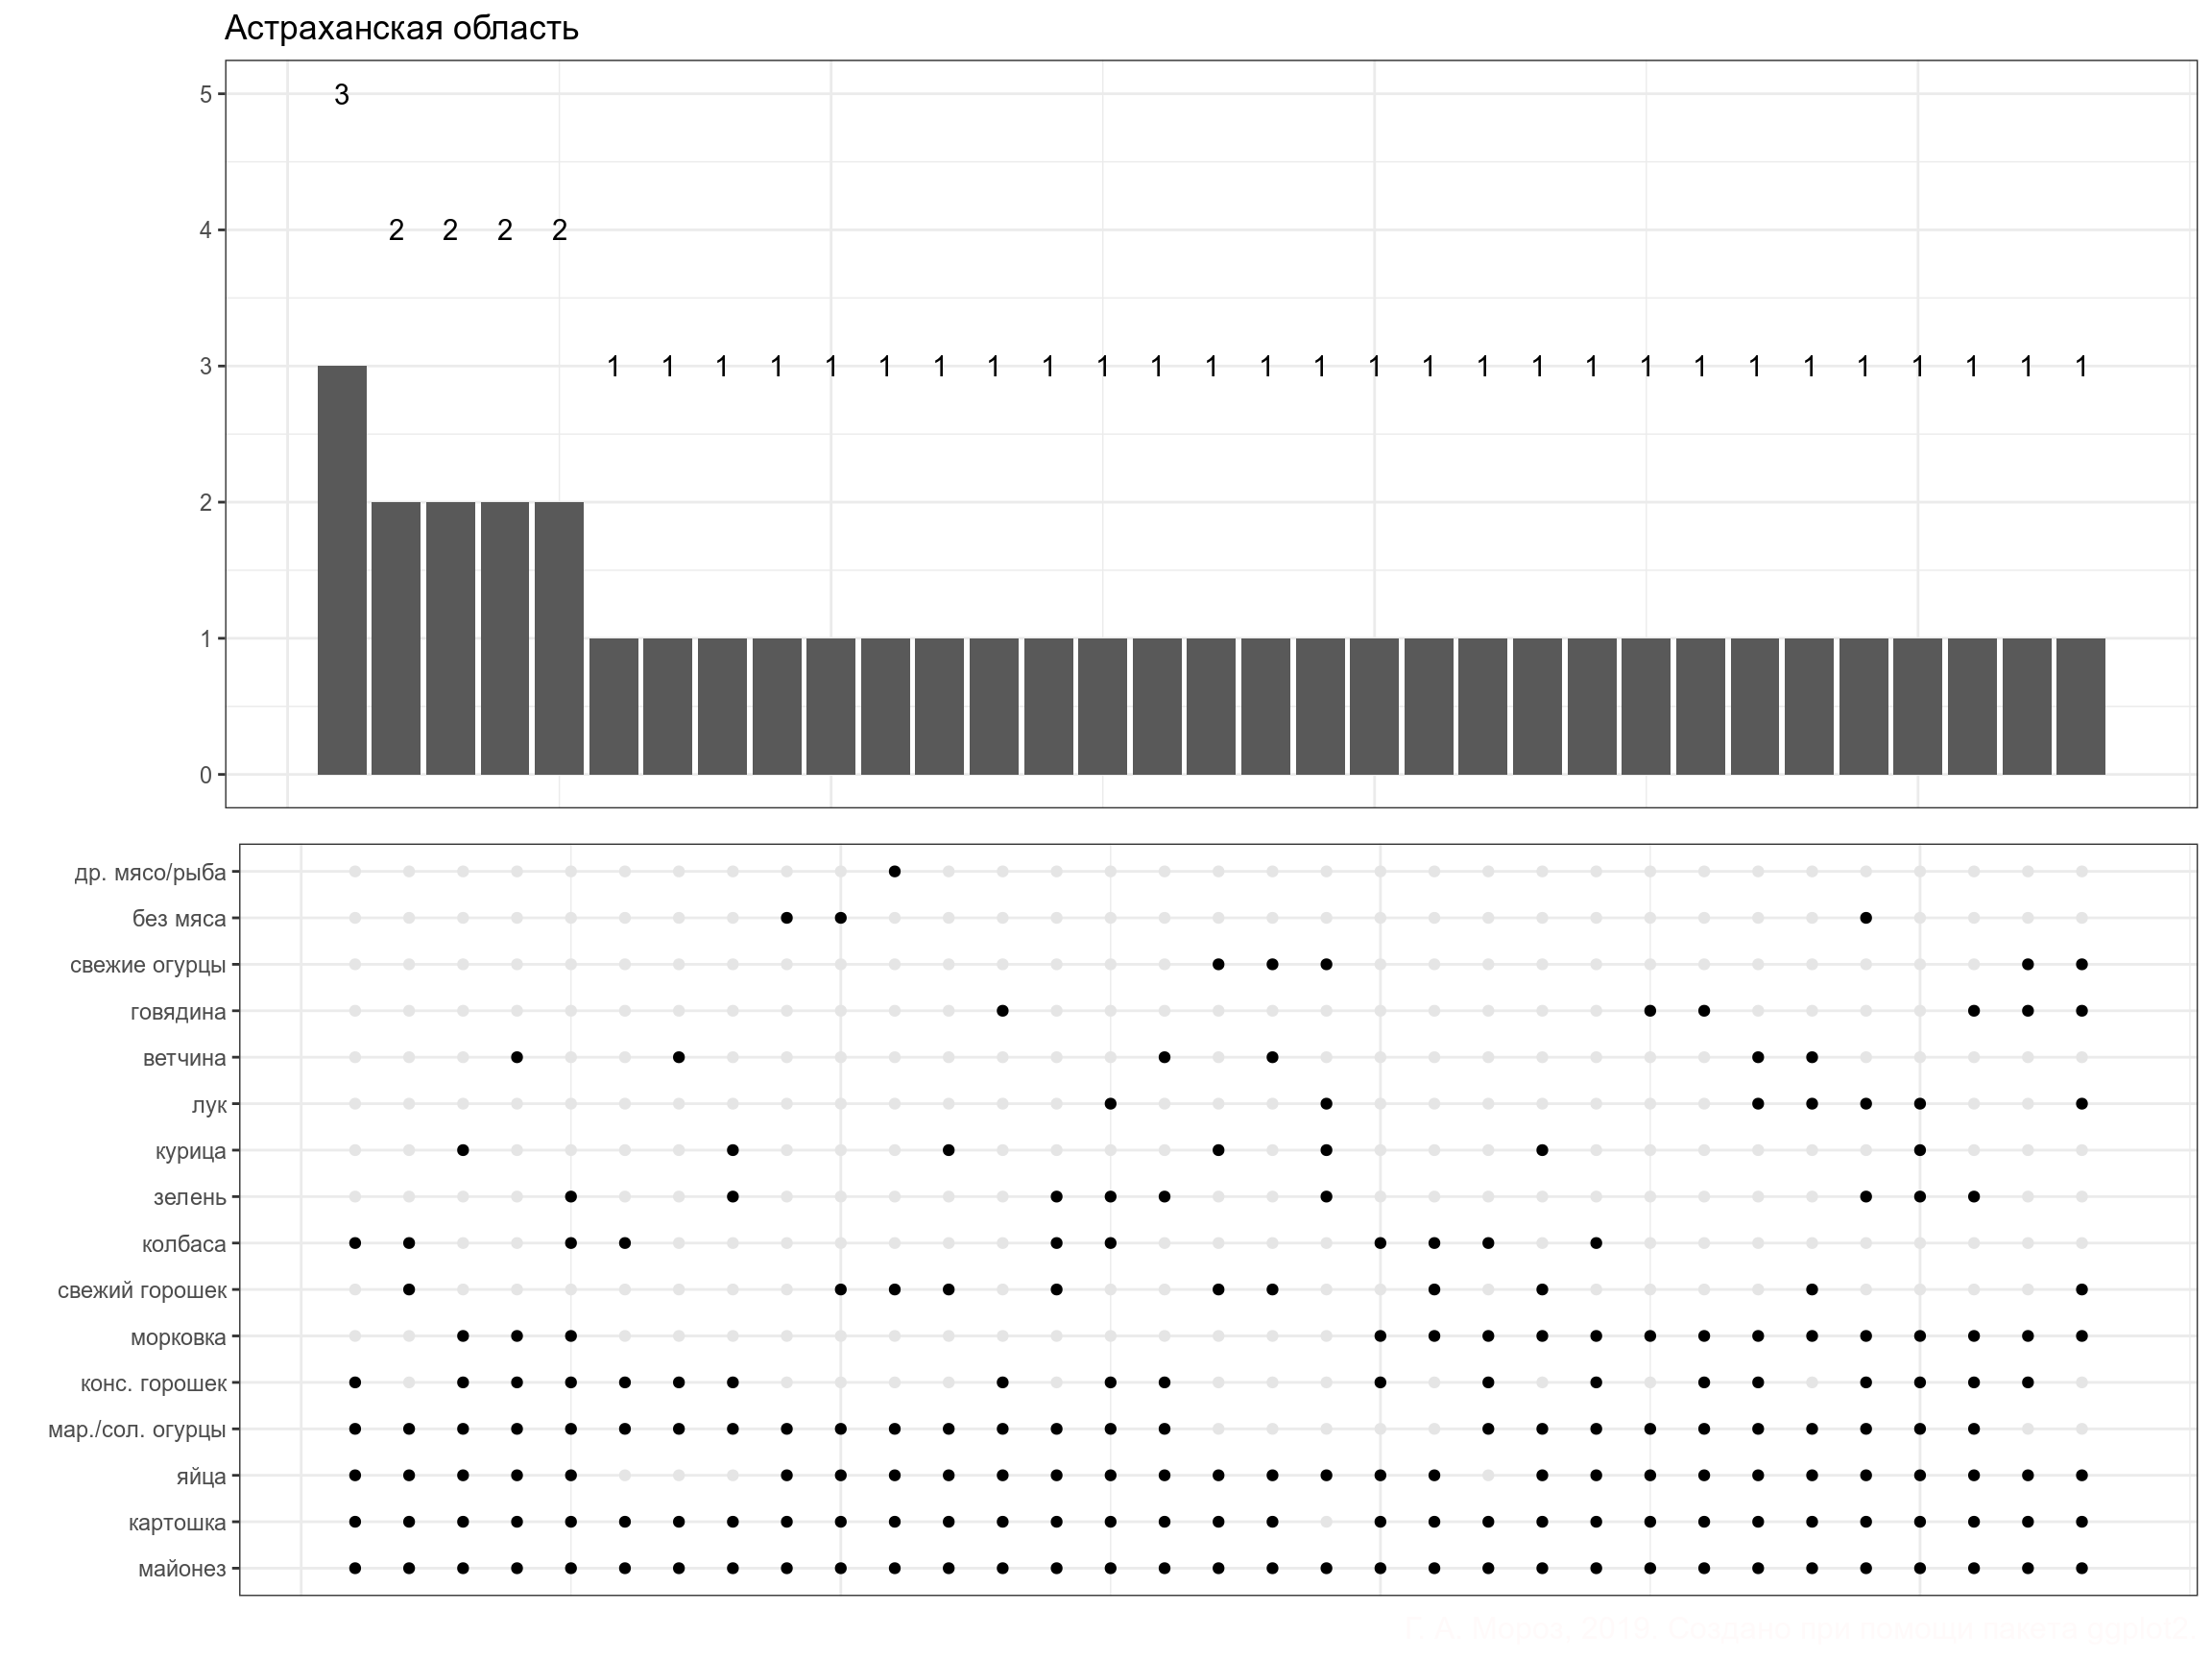 Астраханская область
5
3
4
2 2 2 2
3
1 1 1 1 1 1 1 1 1 1 1 1 1 1 1 1 1 1 1 1 1 1 1 1 1 1 1 1
2
1
0
др. мясо/рыба
без мяса
свежие огурцы
говядина
ветчина
лук
курица
зелень
колбаса
свежий горошек
морковка
конс. горошек
мар./сол. огурцы
яйца
картошка
майонез
Г. А. Мороз, 2019. Создано при помощи пакета ggplot2.